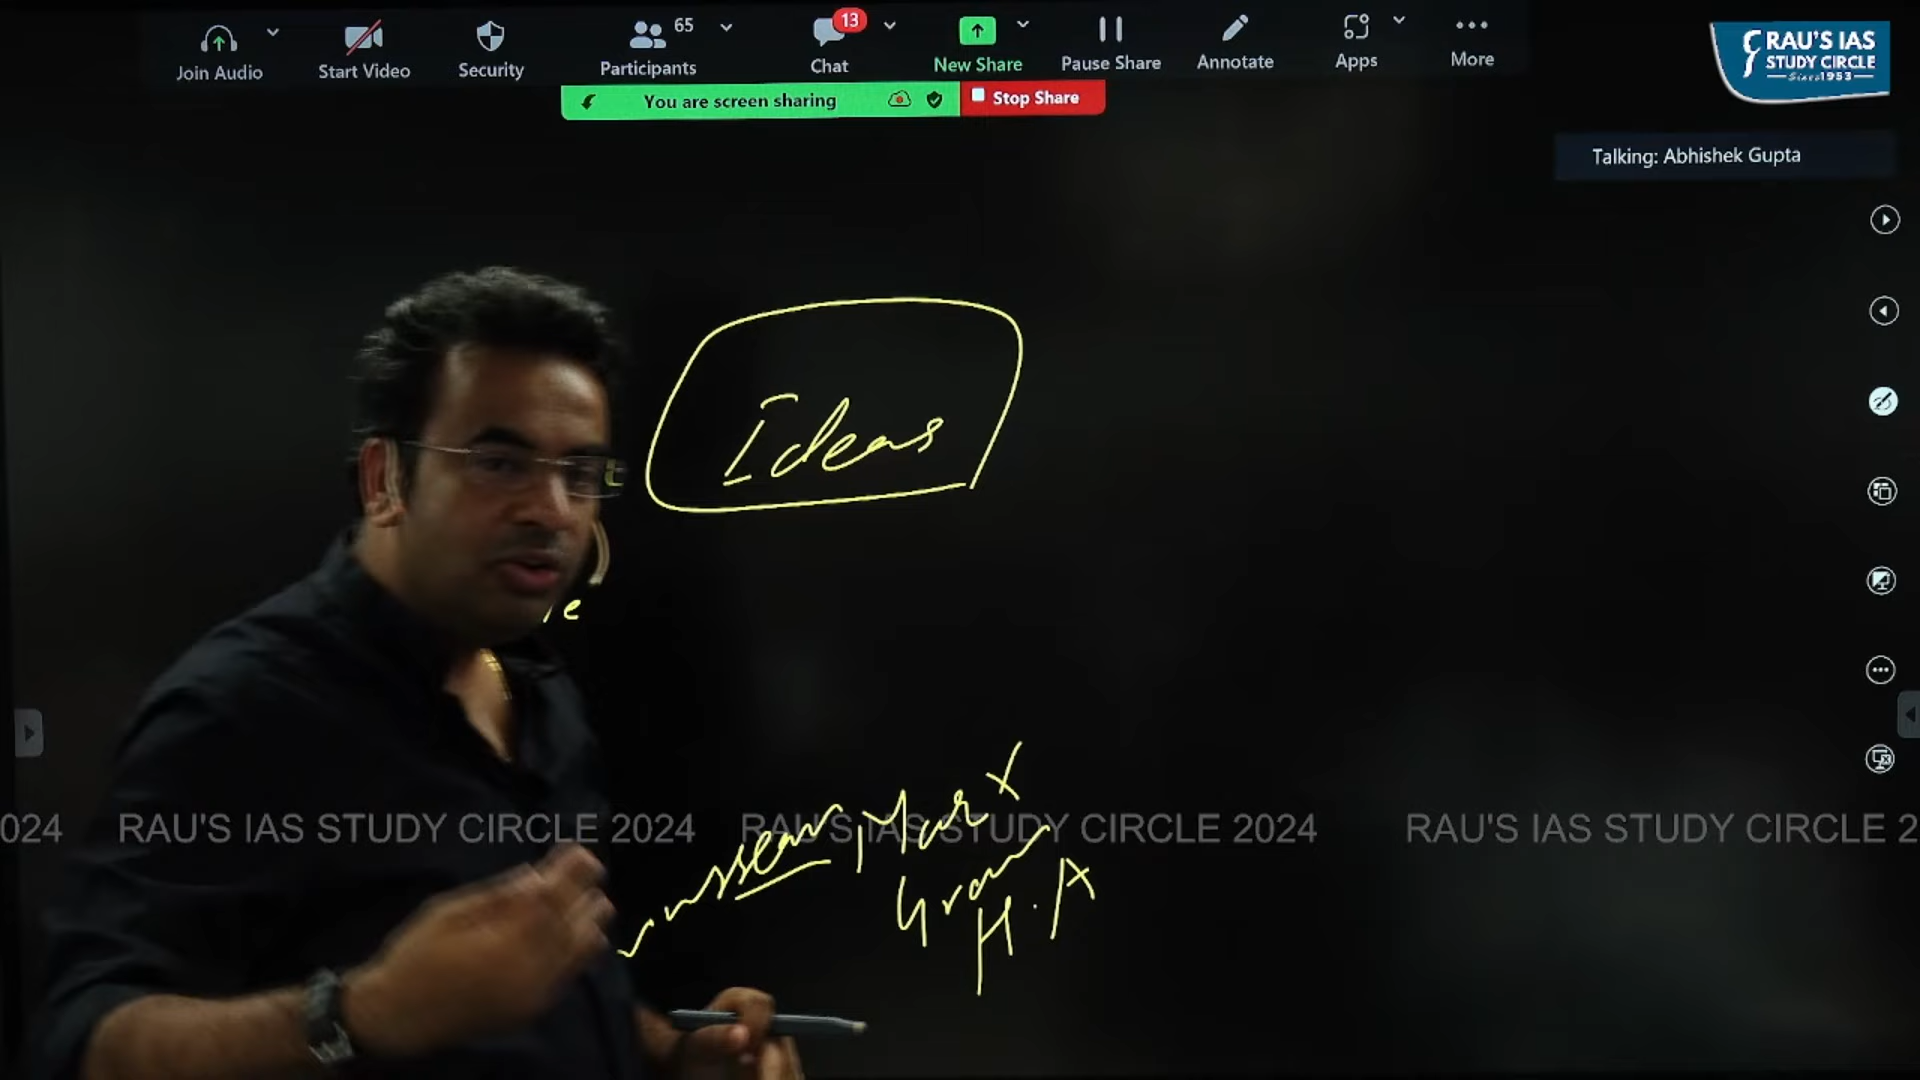 Join Audio
Start Video
Security
Participants 65
Chat 13
New Share
Pause Share
Annotate
Apps
More
You are screen sharing
Stop Share
RAU'S IAS
STUDY CIRCLE
Since 1953
Talking: Abhishek Gupta
Ideas
e
Marx
H.A
024 RAU'S IAS STUDY CIRCLE 2024 RAU'S IAS STUDY CIRCLE 2024 RAU'S IAS STUDY CIRCLE 2